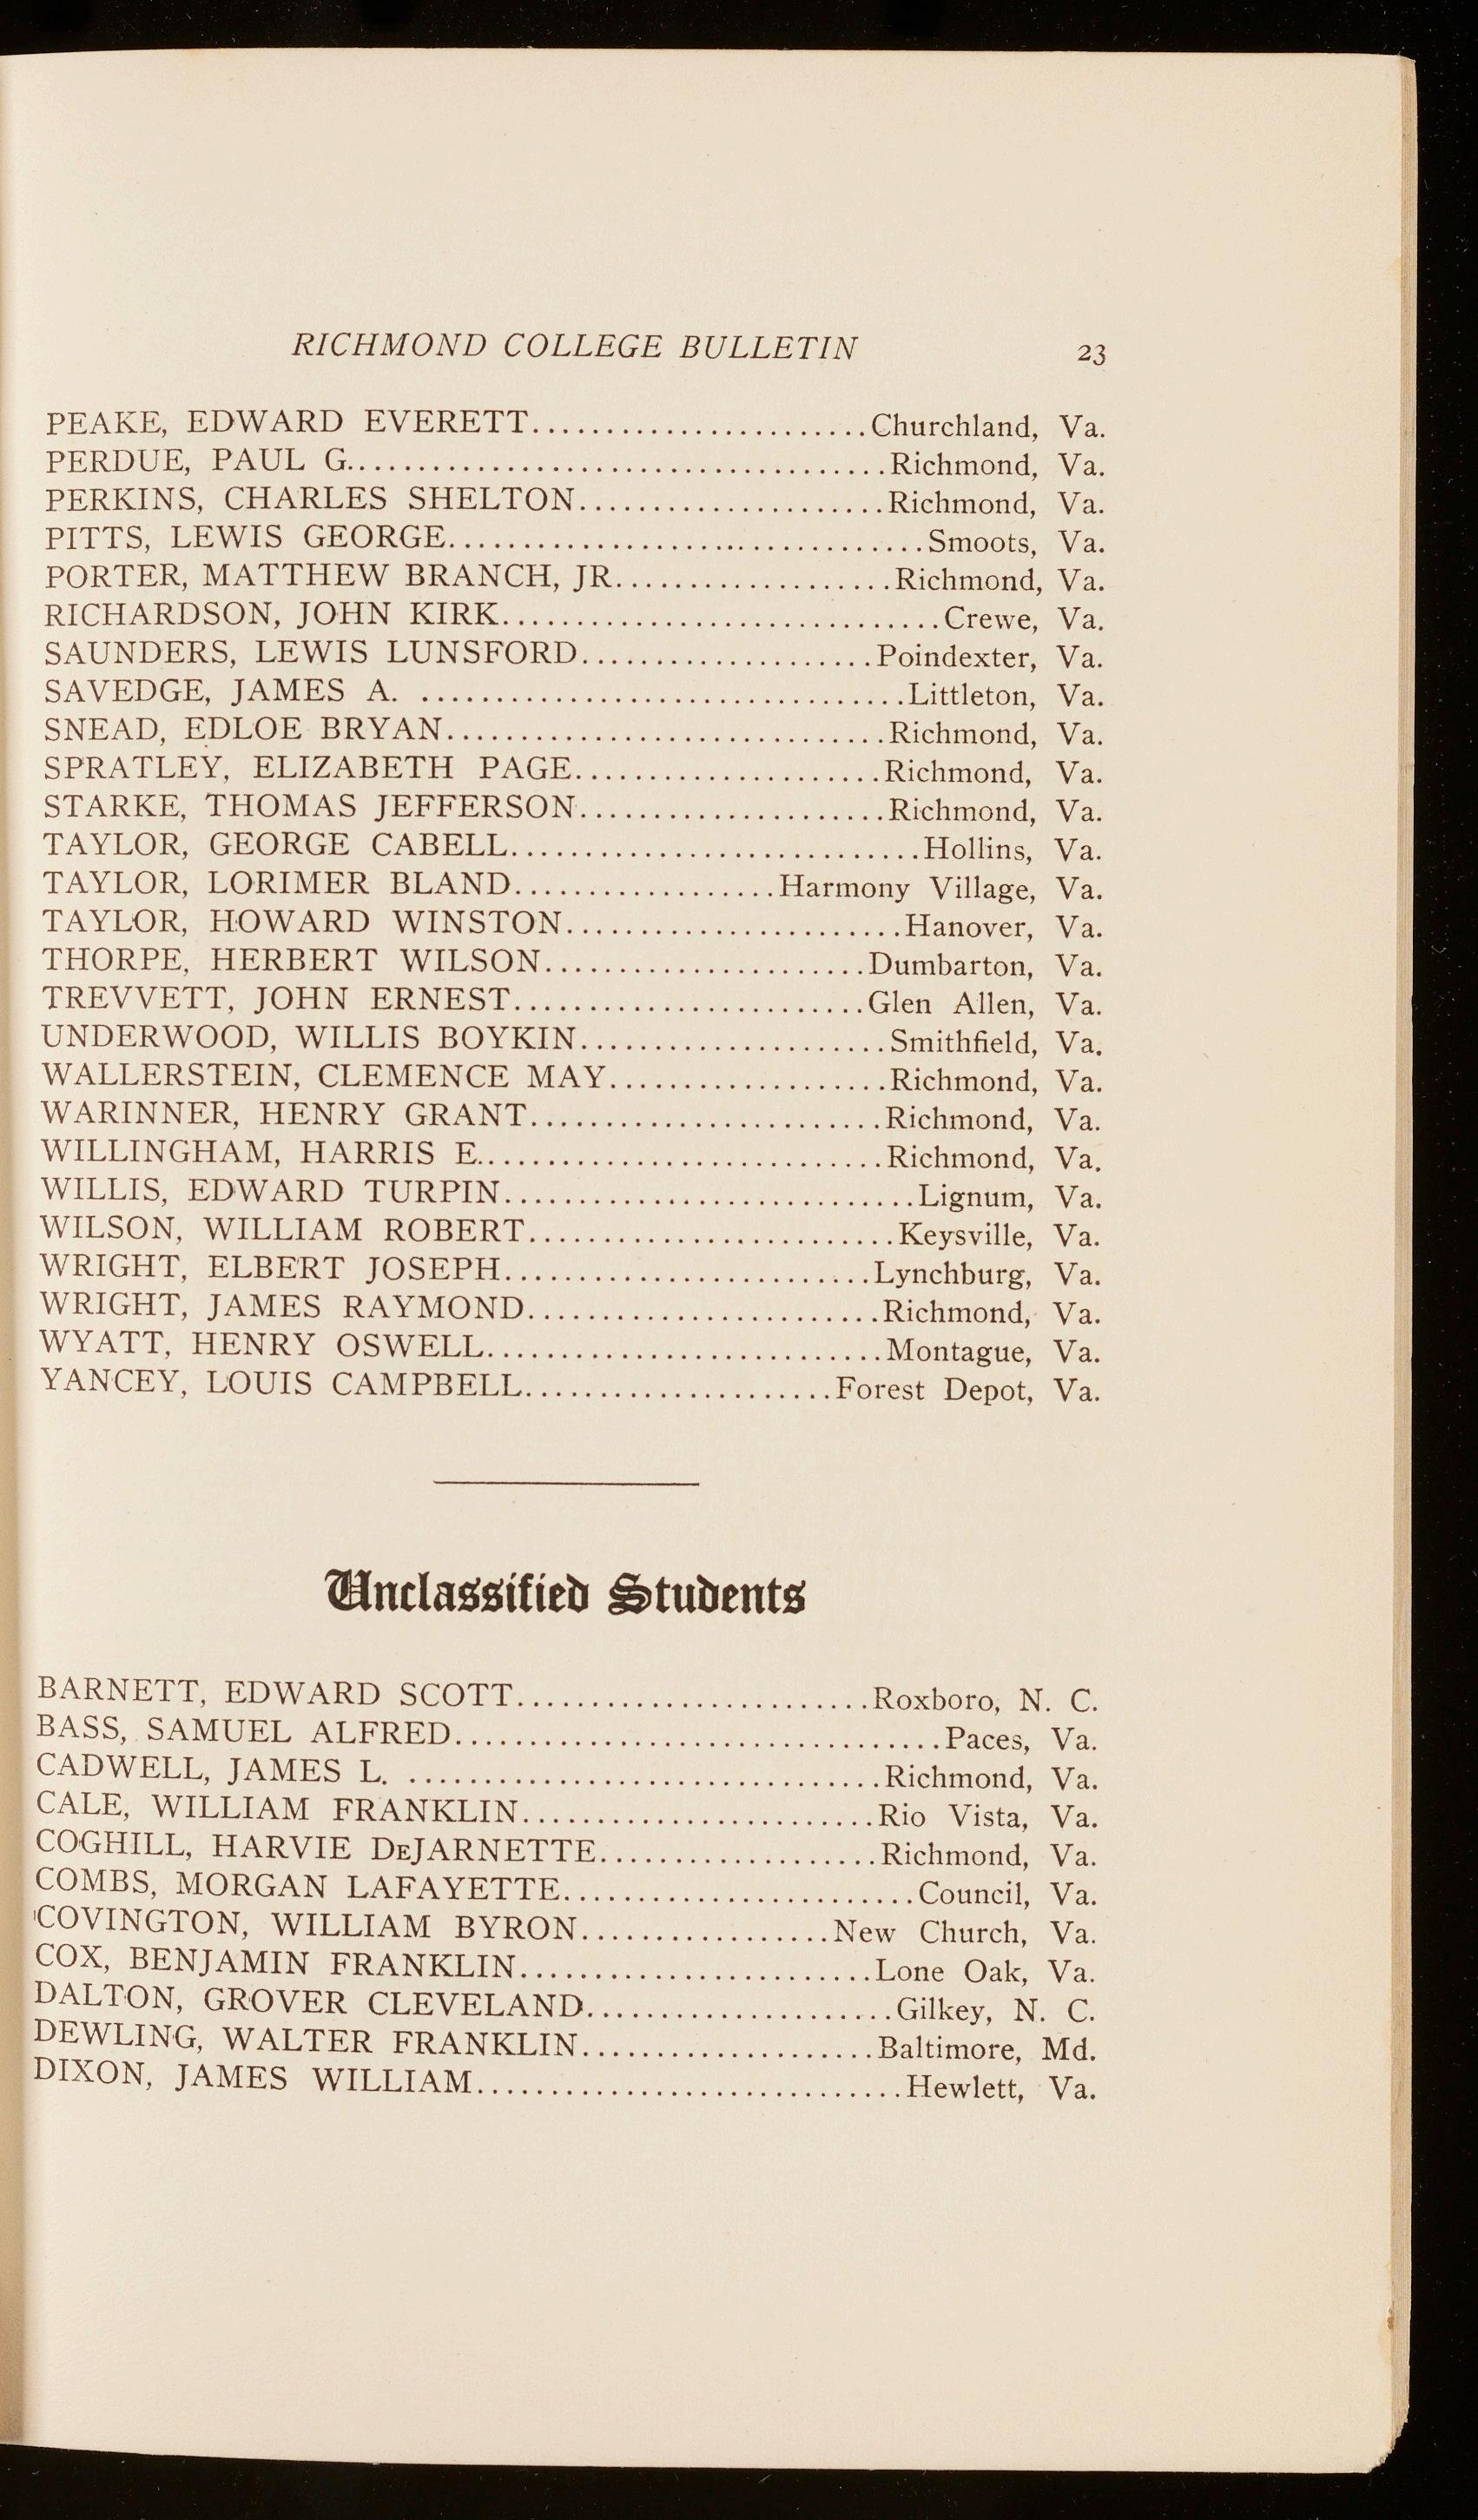 RICHMOND COLLEGE BULLETIN 23
PEAKE, EDWARD EVERETT.......................Churchland, Va.
PERDUE, PAUL G.....................................Richmond, Va.
PERKINS, CHARLES SHELTON.....................Richmond, Va.
PITTS, LEWIS GEORGE.................................Smoots, Va.
PORTER, MATTHEW BRANCH, JR...................Richmond, Va.
RICHARDSON, JOHN KIRK..............................Crewe, Va.
SAUNDERS, LEWIS LUNSFORD....................Poindexter, Va.
SAVEDGE, JAMES A. .................................Littleton, Va.
SNEAD, EDLOE BRYAN..............................Richmond, Va.
SPRATLEY, ELIZABETH PAGE.....................Richmond, Va.
STARKE, THOMAS JEFFERSON.....................Richmond, Va.
TAYLOR, GEORGE CABELL............................Hollins, Va.
TAYLOR, LORIMER BLAND..................Harmony Village, Va.
TAYLOR, HOWARD WINSTON.......................Hanover, Va.
THORPE, HERBERT WILSON......................Dumbarton, Va.
TREVVETT, JOHN ERNEST........................Glen Allen, Va.
UNDERWOOD, WILLIS BOYKIN.....................Smithfield, Va.
WALLERSTEIN, CLEMENCE MAY...................Richmond, Va.
WARINNER, HENRY GRANT........................Richmond, Va.
WILLINGHAM, HARRIS E............................Richmond, Va.
WILLIS, EDWARD TURPIN............................Lignum, Va.
WILSON, WILLIAM ROBERT.........................Keysville, Va.
WRIGHT, ELBERT JOSEPH.........................Lynchburg, Va.
WRIGHT, JAMES RAYMOND........................Richmond, Va.
WYATT, HENRY OSWELL...........................Montague, Va.
YANCEY, LOUIS CAMPBELL.....................Forest Depot, Va.
Unclassified Students
BARNETT, EDWARD SCOTT........................Roxboro, N. C.
BASS, SAMUEL ALFRED.................................Paces, Va.
CADWELL, JAMES L. ................................Richmond, Va.
CALE, WILLIAM FRANKLIN........................Rio Vista, Va.
COGHILL, HARVIE DEJARNETTE...................Richmond, Va.
COMBS, MORGAN LAFAYETTE........................Council, Va.
COVINGTON, WILLIAM BYRON.................New Church, Va.
COX, BENJAMIN FRANKLIN........................Lone Oak, Va.
DALTON, GROVER CLEVELAND.....................Gilkey, N. C.
DEWLING, WALTER FRANKLIN....................Baltimore, Md.
DIXON, JAMES WILLIAM.............................Hewlett, Va.